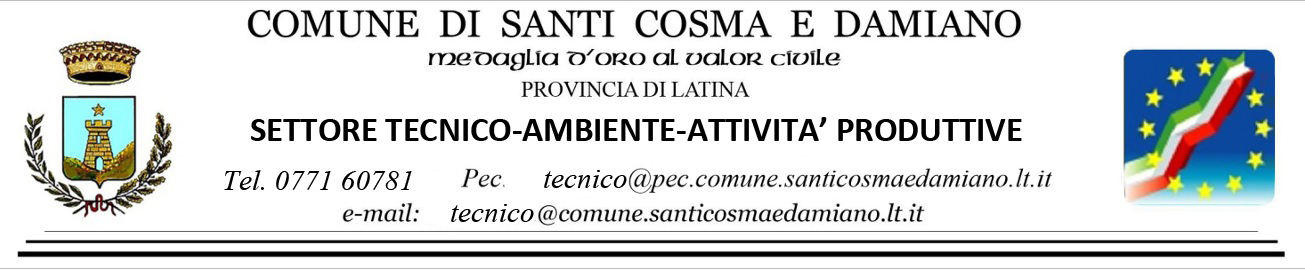 COMUNE DI SANTI COSMA E DAMIANO
medaglia d'oro al valor civile
PROVINCIA DI LATINA
SETTORE TECNICO-AMBIENTE-ATTIVITA’ PRODUTTIVE
Tel. 0771 60781 Pec. tecnico@pec.comune.santicosmaedamiano.lt.it
e-mail: tecnico@comune.santicosmaedamiano.lt.it